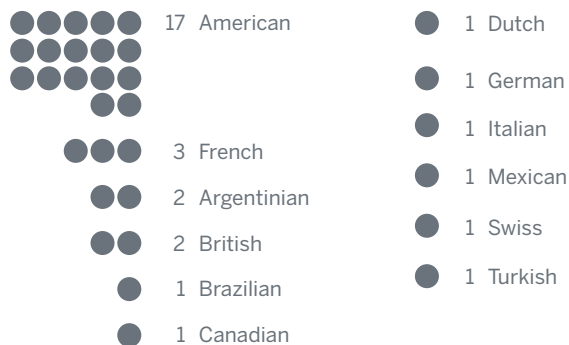 17 American
3 French
2 Argentinian
2 British
1 Brazilian
1 Canadian
1 Dutch
1 German
1 Italian
1 Mexican
1 Swiss
1 Turkish